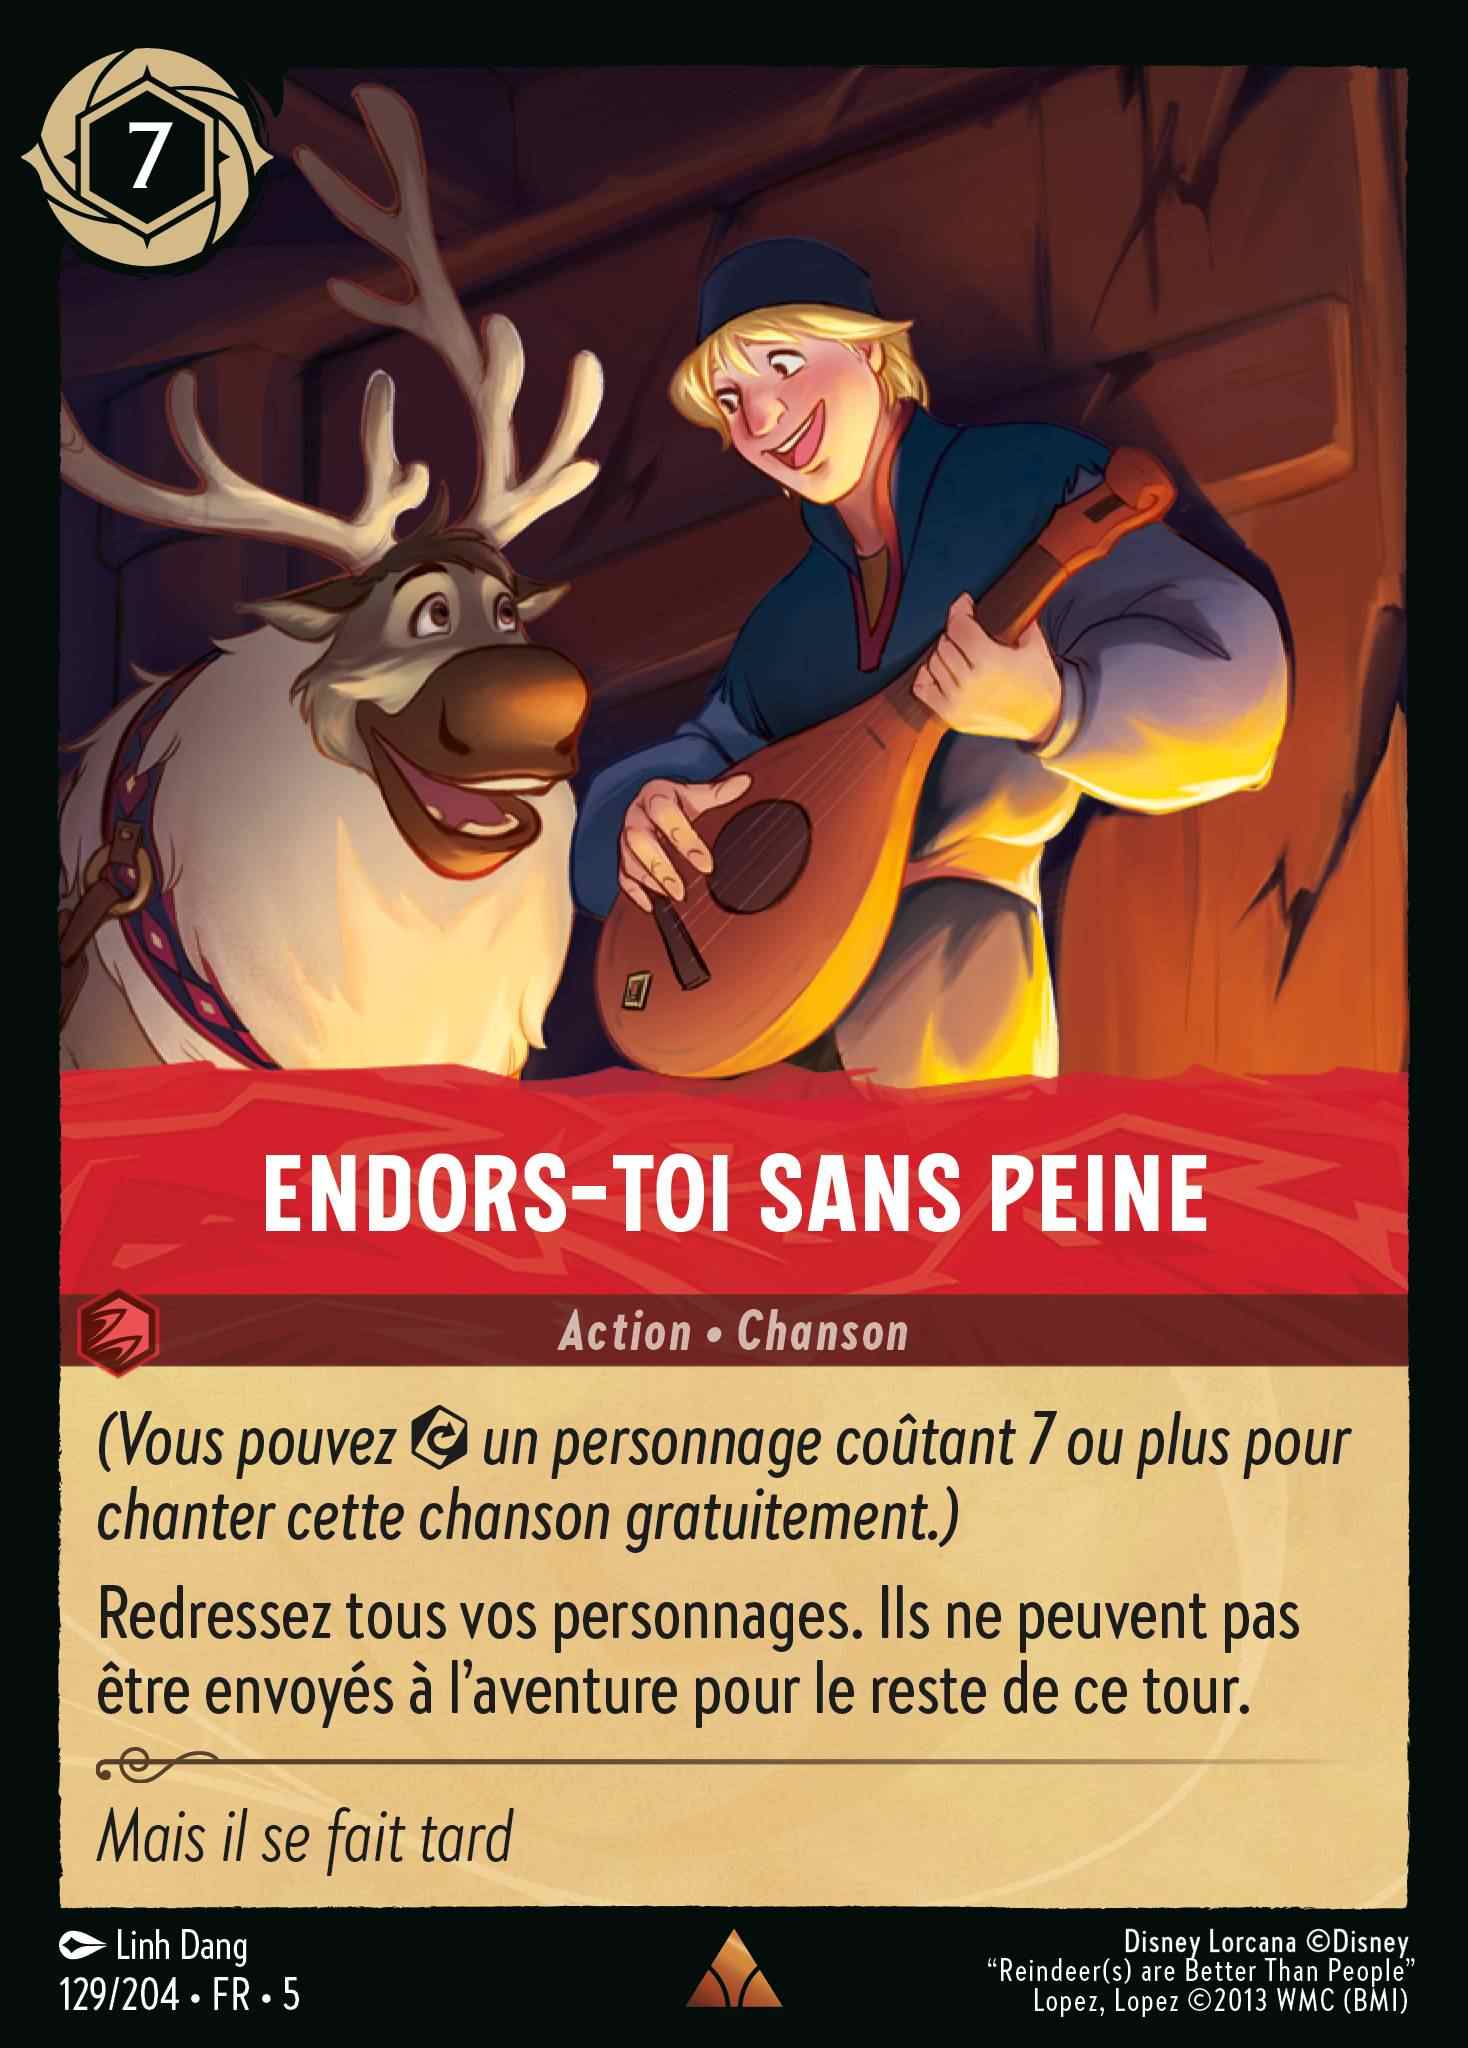 7
ENDORS-TOI SANS PEINE
Action • Chanson
(Vous pouvez un personnage coûtant 7 ou plus pour
chanter cette chanson gratuitement.)
Redressez tous vos personnages. Ils ne peuvent pas
être envoyés à l’aventure pour le reste de ce tour.
Mais il se fait tard
Linh Dang
129/204 • FR • 5
Disney Lorcana ©Disney
“Reindeer(s) are Better Than People”
Lopez, Lopez ©2013 WMC (BMI)